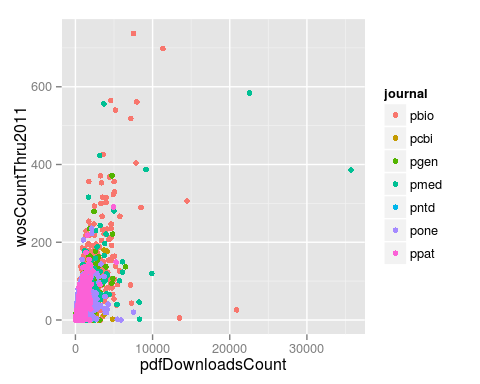 wosCountThru2011
600
400
200
0
0 10000 20000 30000
pdfDownloadsCount
journal
pbio
pcbi
pgen
pmed
pntd
pone
ppat